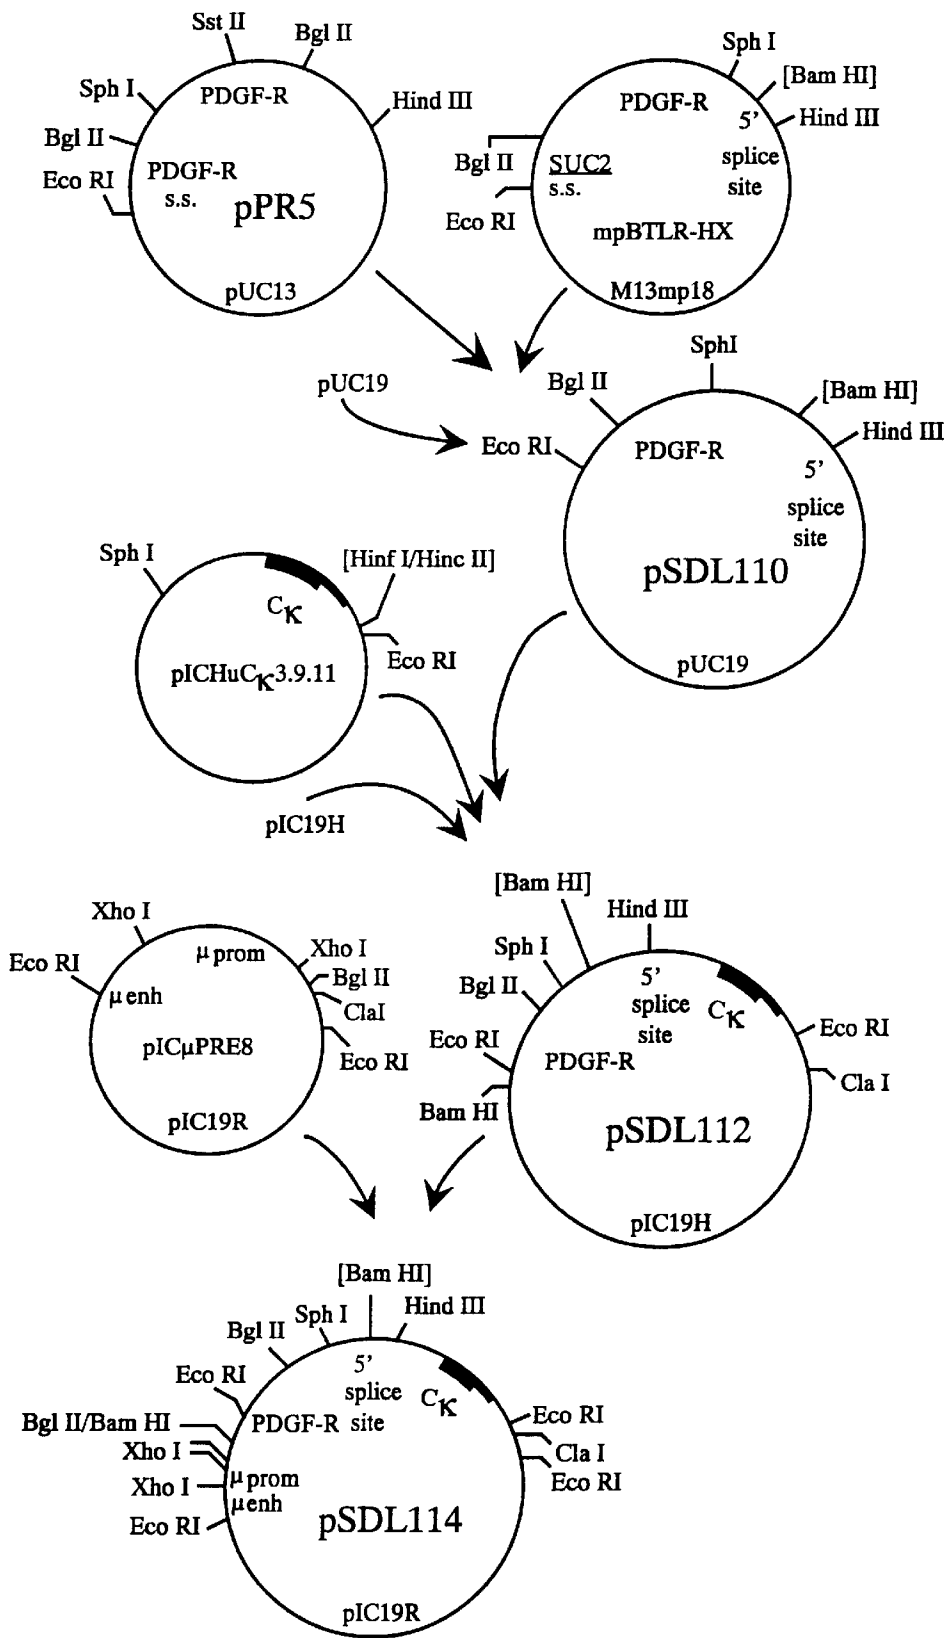 Sst II
Bgl II
Sph I
PDGF-R
Hind III
Bgl II
Eco RI
PDGF-R
s.s.
pPR5
pUC13
Sph I
[Bam HI]
PDGF-R
5'
Hind III
Bgl II
SUC2
s.s.
splice
site
Eco RI
mpBTLR-HX
M13mp18
pUC19
SphI
Bgl II
[Bam HI]
Eco RI
PDGF-R
Hind III
5'
splice
site
pSDL110
pUC19
Sph I
[Hinf I/Hinc II]
Cκ
Eco RI
pICHuCκ3.9.11
pIC19H
Xho I
μ prom
Xho I
Eco RI
μ enh
Bgl II
ClaI
pICμPRE8
Eco RI
pIC19R
[Bam HI]
Hind III
Sph I
Bgl II
5'
splice
site
Cκ
Eco RI
Eco RI
PDGF-R
Cla I
Bam HI
pSDL112
pIC19H
[Bam HI]
Sph I
Hind III
Bgl II
Eco RI
5'
splice
site
Cκ
Bgl II/Bam HI
PDGF-R
Eco RI
Xho I
Cla I
Xho I
μ prom
Eco RI
μ enh
Eco RI
pSDL114
pIC19R